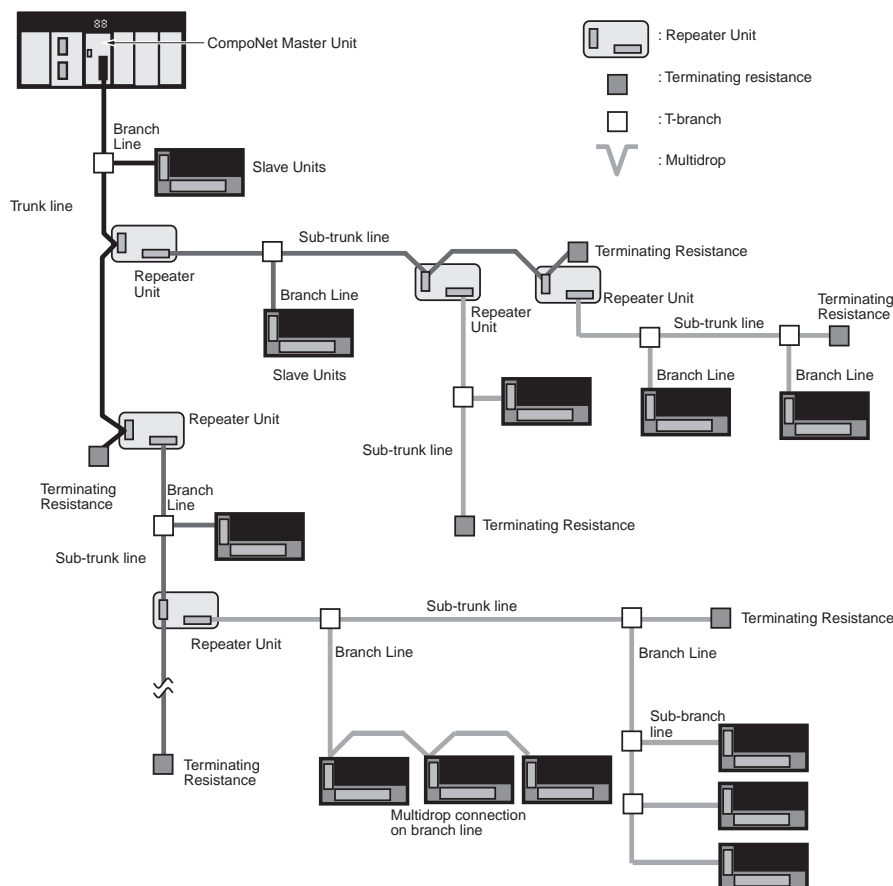 88
CompoNet Master Unit
: Repeater Unit
: Terminating resistance
: T-branch
: Multidrop
Branch
Line
Slave Units
Trunk line
Sub-trunk line
Terminating Resistance
Repeater
Unit
Branch Line
Slave Units
Repeater
Unit
Repeater Unit
Sub-trunk line
Terminating
Resistance
Branch Line
Branch Line
Repeater Unit
Sub-trunk line
Terminating
Resistance
Branch
Line
Terminating Resistance
Sub-trunk line
Sub-trunk line
Terminating Resistance
Repeater Unit
Branch Line
Branch Line
Sub-branch
line
Terminating
Resistance
Multidrop connection
on branch line